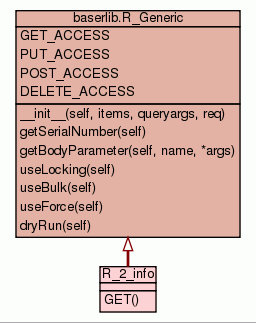 baserlib.R_Generic
GET_ACCESS
PUT_ACCESS
POST_ACCESS
DELETE_ACCESS
__init__(self, items, queryargs, req)
getSerialNumber(self)
getBodyParameter(self, name, *args)
useLocking(self)
useBulk(self)
useForce(self)
dryRun(self)
R_2_info
GET()